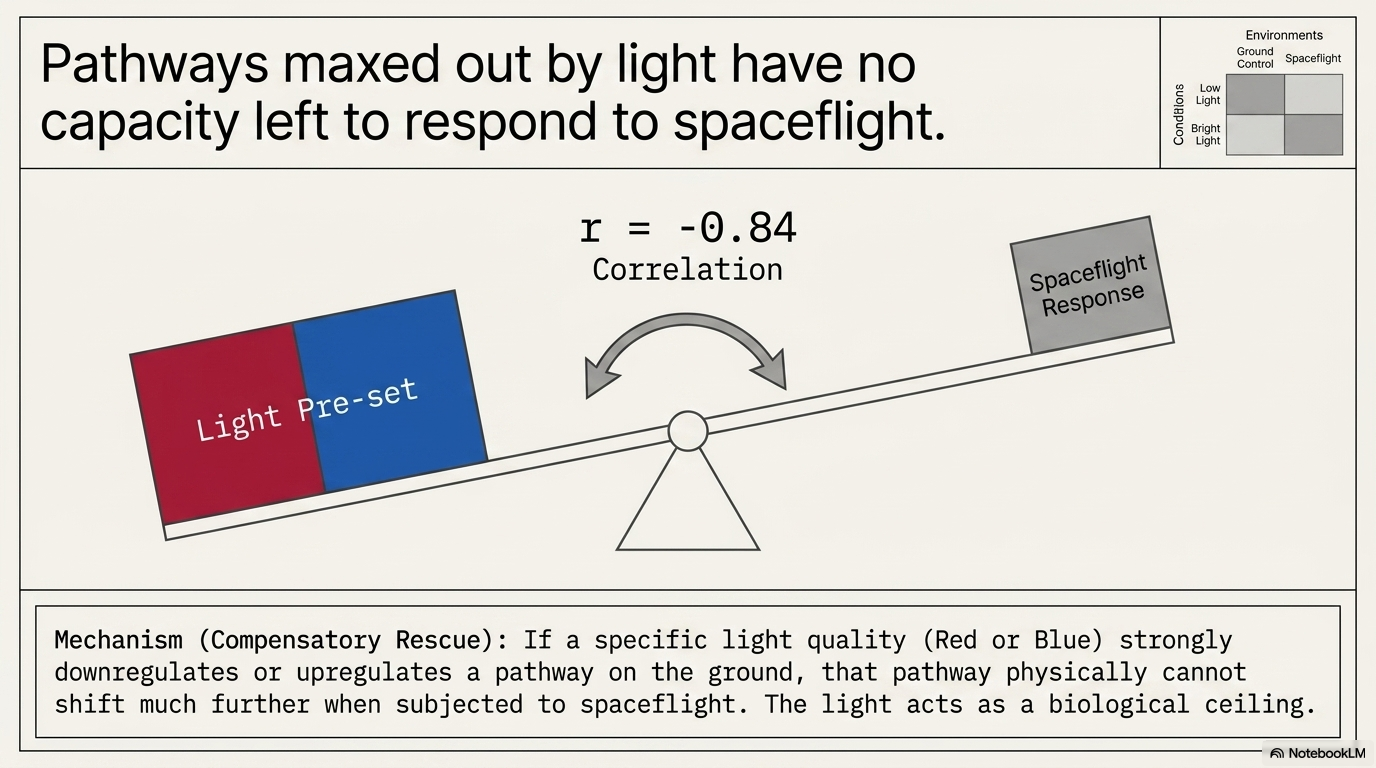 Pathways maxed out by light have no
capacity left to respond to spaceflight.
Environments
Ground
Control
Spaceflight
Conditions
Low
Light
Bright
Light
r = -0.84
Correlation
Light Pre-set
Spaceflight
Response
Mechanism (Compensatory Rescue): If a specific light quality (Red or Blue) strongly
downregulates or upregulates a pathway on the ground, that pathway physically cannot
shift much further when subjected to spaceflight. The light acts as a biological ceiling.
NotebookLM